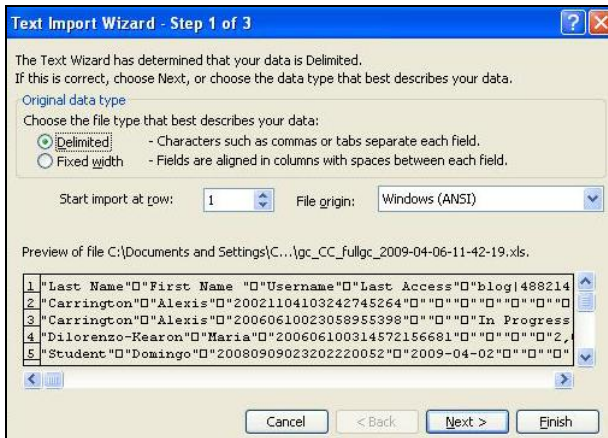 Text Import Wizard - Step 1 of 3
The Text Wizard has determined that your data is Delimited.
If this is correct, choose Next, or choose the data type that best describes your data.
Original data type
Choose the file type that best describes your data:
Delimited - Characters such as commas or tabs separate each field.
Fixed width - Fields are aligned in columns with spaces between each field.
Start import at row: 1 File origin: Windows (ANSI)
Preview of file C:\Documents and Settings\C...\gc_CC_fullgc_2009-04-06-11-42-19.xls.
1 "Last Name"□"First Name "□"Username"□"Last Access"□"blog|488214
2 "Carrington"□"Alexis"□"20021104103242745264"□""□""□""□""□
3 "Carrington"□"Alexis"□"20060610023058955398"□""□"In Progress
4 "Dilorenzo-Kearon"□"Maria"□"200606100314572156681"□""□""□""□"2,
5 "Student"□"Domingo"□"20080909023202220052"□"2009-04-02"□""□""□"
Cancel < Back Next > Finish